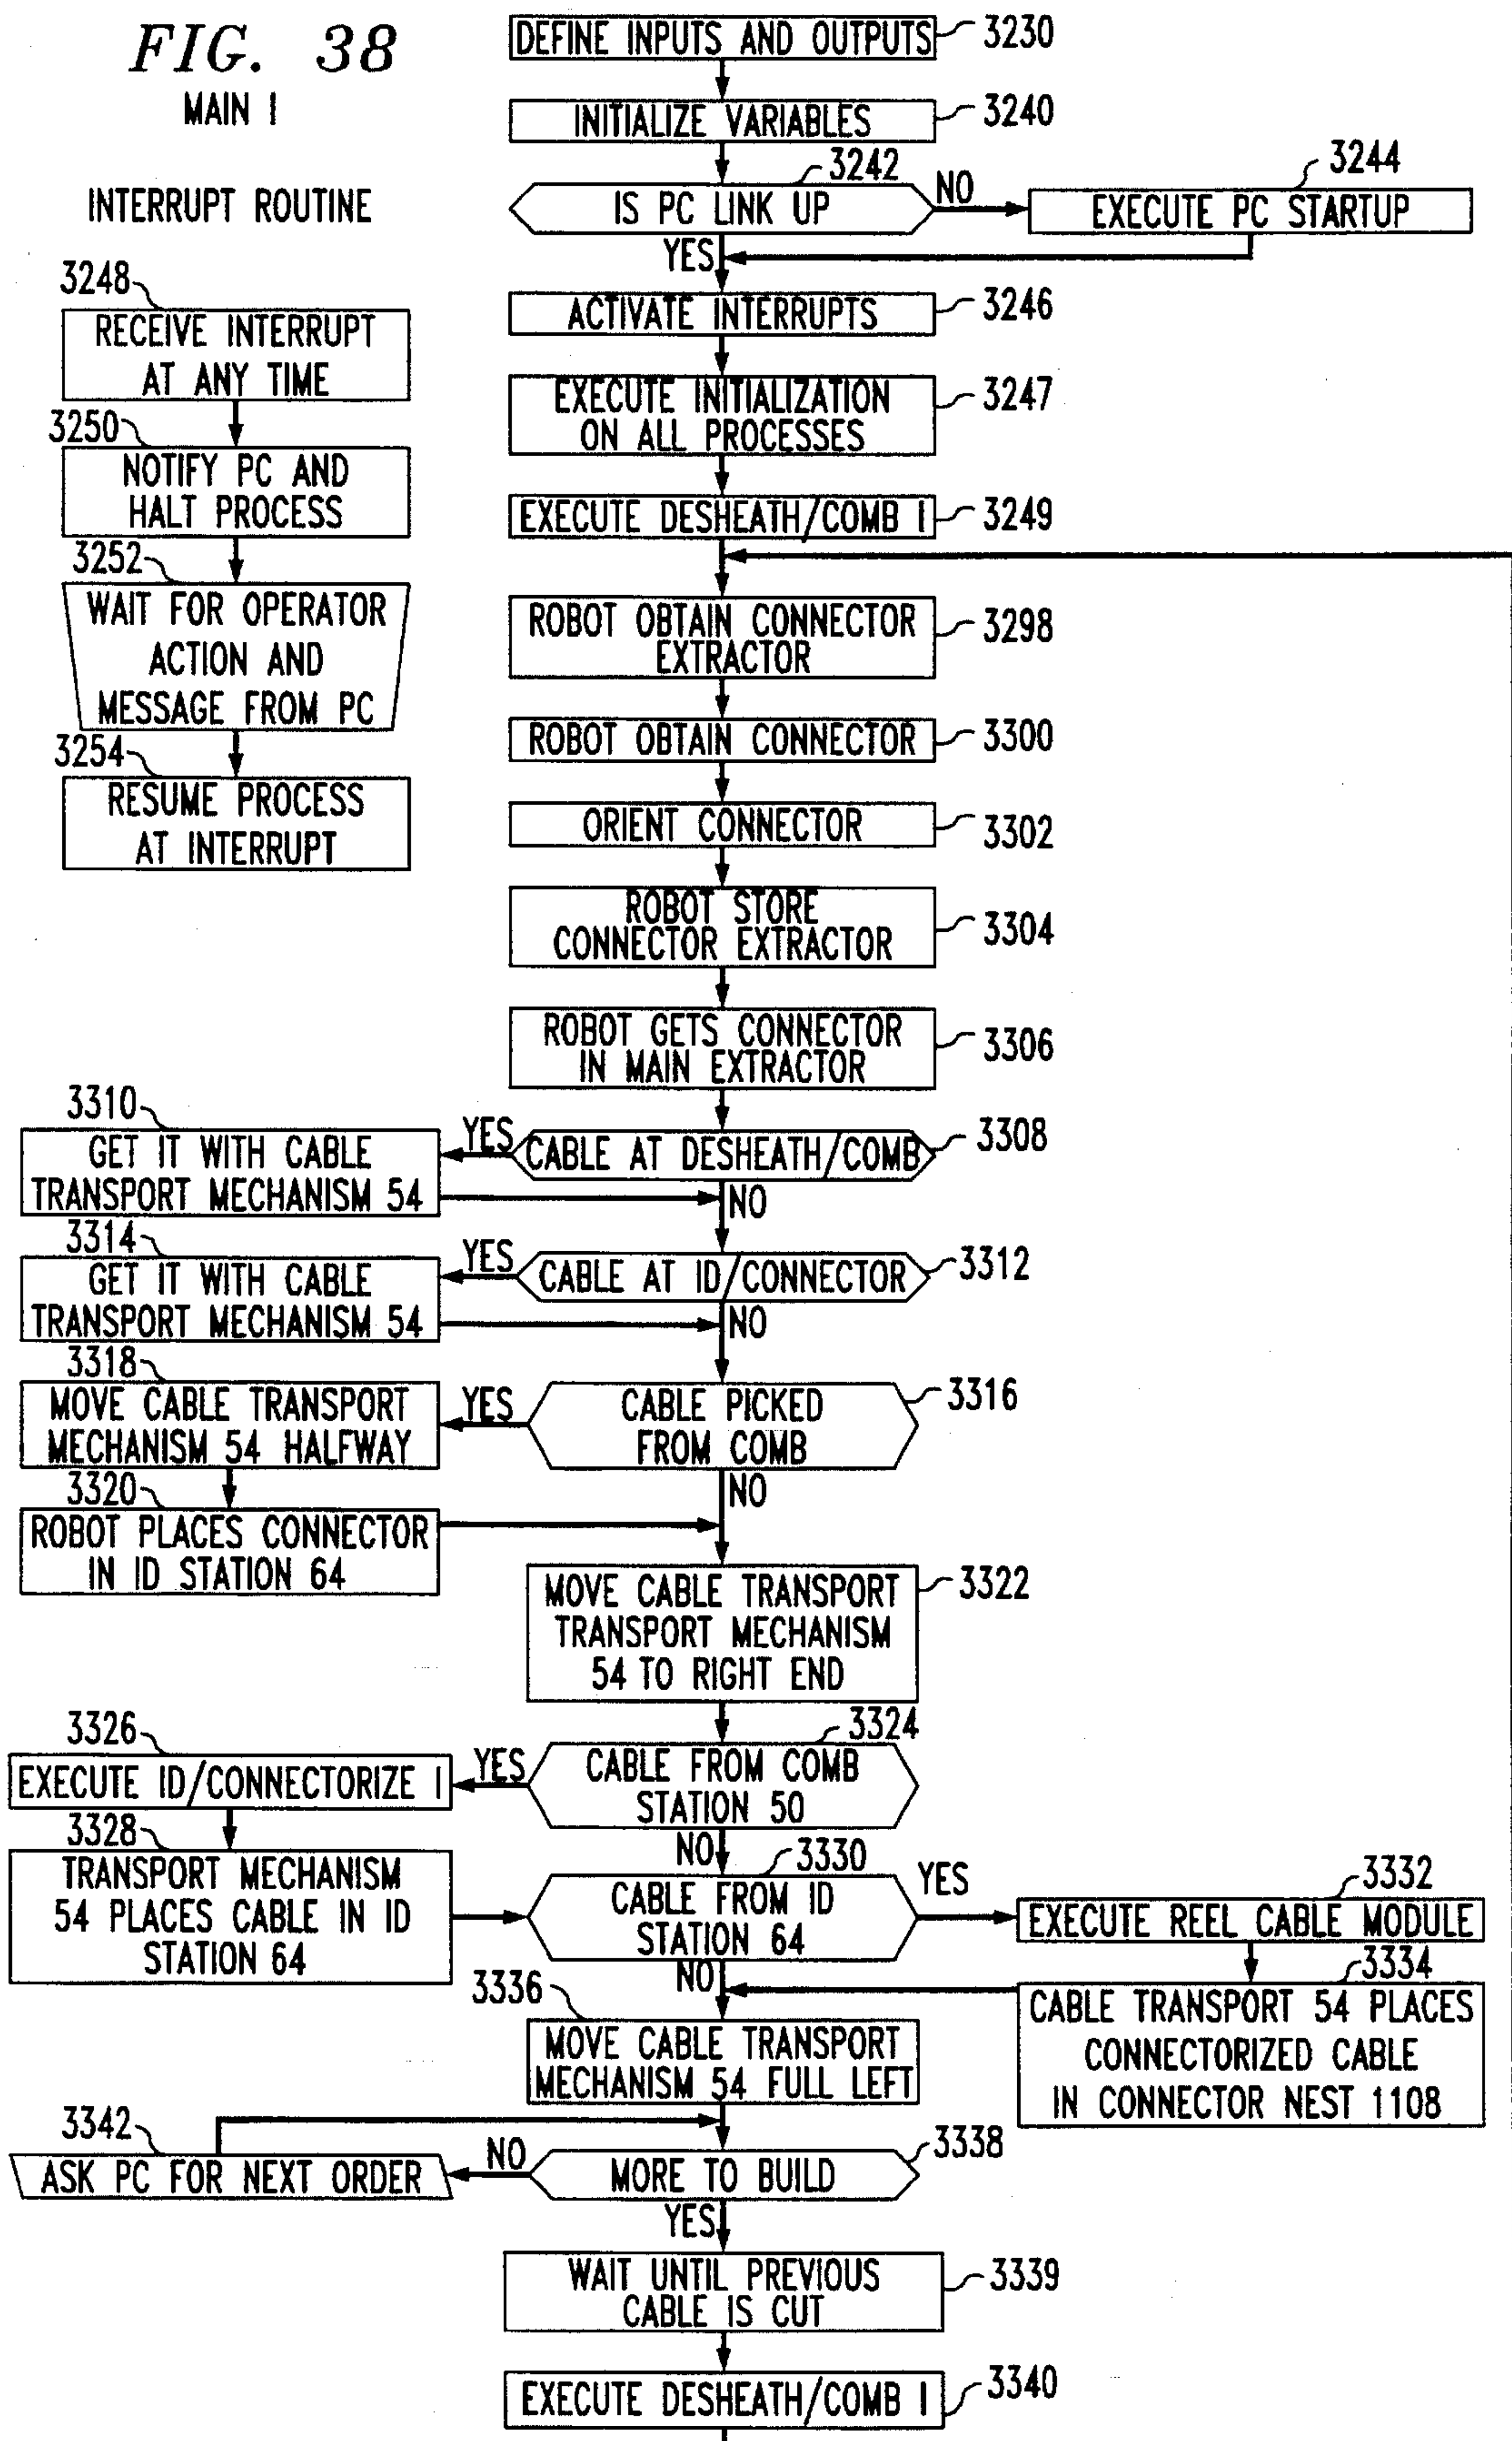 FIG. 38
MAIN I
INTERRUPT ROUTINE
3248
RECEIVE INTERRUPT
AT ANY TIME
3250
NOTIFY PC AND
HALT PROCESS
3252
WAIT FOR OPERATOR
ACTION AND
MESSAGE FROM PC
3254
RESUME PROCESS
AT INTERRUPT
DEFINE INPUTS AND OUTPUTS
3230
INITIALIZE VARIABLES
3240
3242
IS PC LINK UP
NO
3244
EXECUTE PC STARTUP
YES
ACTIVATE INTERRUPTS
3246
EXECUTE INITIALIZATION
ON ALL PROCESSES
3247
EXECUTE DESHEATH/COMB I
3249
ROBOT OBTAIN CONNECTOR
EXTRACTOR
3298
ROBOT OBTAIN CONNECTOR
3300
ORIENT CONNECTOR
3302
ROBOT STORE
CONNECTOR EXTRACTOR
3304
ROBOT GETS CONNECTOR
IN MAIN EXTRACTOR
3306
CABLE AT DESHEATH/COMB
3308
YES
3310
GET IT WITH CABLE
TRANSPORT MECHANISM 54
NO
CABLE AT ID/CONNECTOR
3312
YES
3314
GET IT WITH CABLE
TRANSPORT MECHANISM 54
NO
CABLE PICKED
FROM COMB
3316
YES
3318
MOVE CABLE TRANSPORT
MECHANISM 54 HALFWAY
3320
ROBOT PLACES CONNECTOR
IN ID STATION 64
NO
MOVE CABLE TRANSPORT
TRANSPORT MECHANISM
54 TO RIGHT END
3322
3324
CABLE FROM COMB
STATION 50
YES
3326
EXECUTE ID/CONNECTORIZE I
3328
TRANSPORT MECHANISM
54 PLACES CABLE IN ID
STATION 64
NO
3330
CABLE FROM ID
STATION 64
YES
3332
EXECUTE REEL CABLE MODULE
3334
CABLE TRANSPORT 54 PLACES
CONNECTORIZED CABLE
IN CONNECTOR NEST 1108
NO
3336
MOVE CABLE TRANSPORT
MECHANISM 54 FULL LEFT
3338
MORE TO BUILD
NO
3342
ASK PC FOR NEXT ORDER
YES
WAIT UNTIL PREVIOUS
CABLE IS CUT
3339
EXECUTE DESHEATH/COMB I
3340